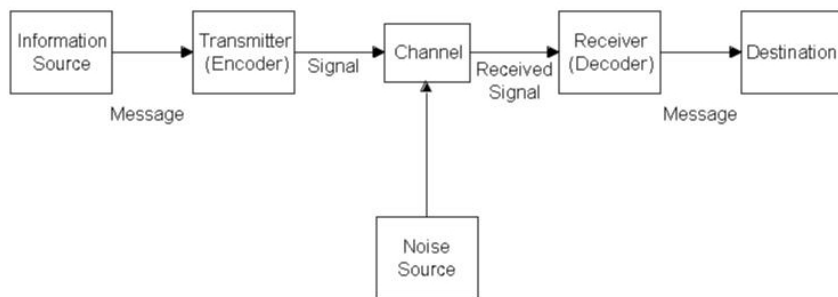 Information
Source
Message
Transmitter
(Encoder)
Signal
Channel
Received
Signal
Receiver
(Decoder)
Message
Destination
Noise
Source